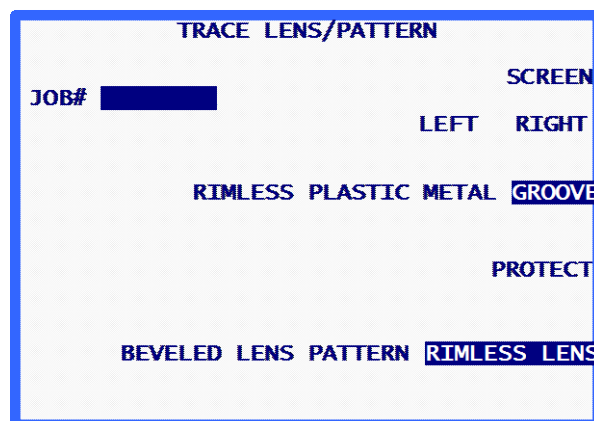 TRACE LENS/PATTERN
SCREEN
JOB#
LEFT RIGHT
RIMLESS PLASTIC METAL GROOVE
PROTECT
BEVELED LENS PATTERN RIMLESS LENS